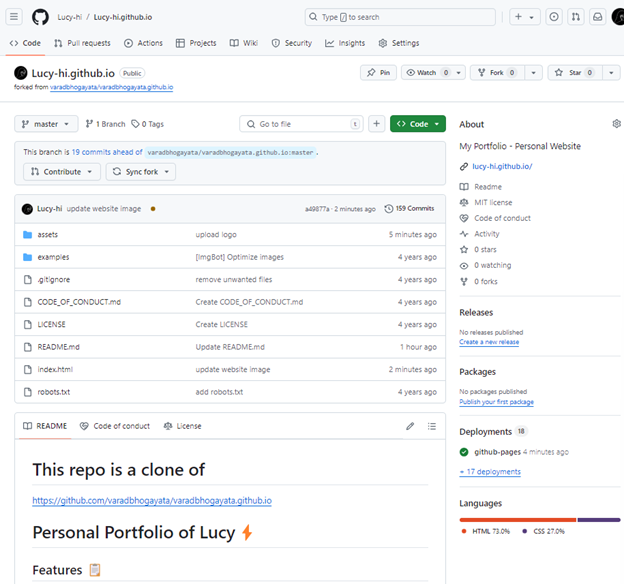 Lucy-hi / Lucy-hi.github.io
Type / to search
Code
Pull requests
Actions
Projects
Wiki
Security
Insights
Settings
Lucy-hi.github.io Public
forked from varadbhogayata/varadbhogayata.github.io
Pin
Watch 0
Fork 0
Star 0
master
1 Branch
0 Tags
Go to file t
Code
This branch is 19 commits ahead of varadbhogayata/varadbhogayata.github.io:master .
Contribute
Sync fork
Lucy-hi update website image
a49877a · 2 minutes ago
159 Commits
assets upload logo 5 minutes ago
examples [ImgBot] Optimize images 4 years ago
.gitignore remove unwanted files 4 years ago
CODE_OF_CONDUCT.md Create CODE_OF_CONDUCT.md 4 years ago
LICENSE Create LICENSE 4 years ago
README.md Update README.md 1 hour ago
index.html update website image 2 minutes ago
robots.txt add robots.txt 4 years ago
README
Code of conduct
License
This repo is a clone of
https://github.com/varadbhogayata/varadbhogayata.github.io
Personal Portfolio of Lucy ⚡
Features 📋
About
My Portfolio - Personal Website
lucy-hi.github.io/
Readme
MIT license
Code of conduct
Activity
0 stars
0 watching
0 forks
Releases
No releases published
Create a new release
Packages
No packages published
Publish your first package
Deployments 18
github-pages 4 minutes ago
+ 17 deployments
Languages
HTML 73.0% CSS 27.0%